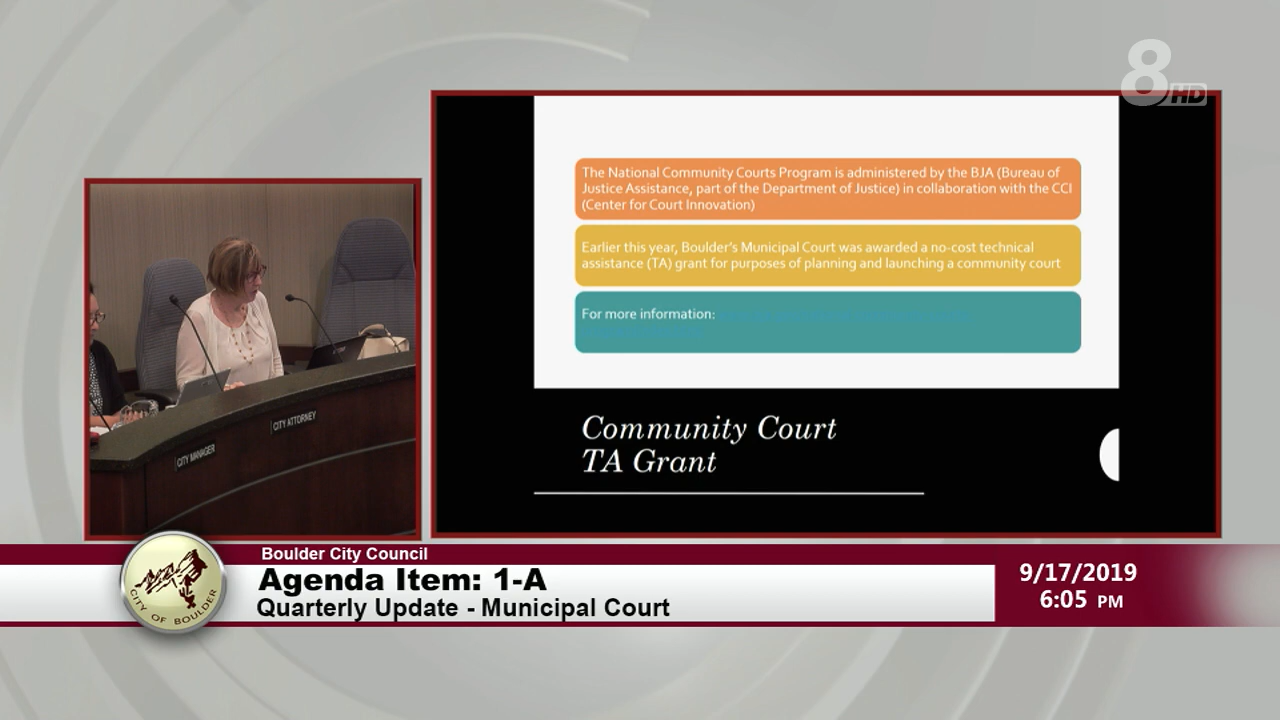 8
HD
The National Community Courts Program is administered by the BJA (Bureau of
Justice Assistance, part of the Department of Justice) in collaboration with the CCI
(Center for Court Innovation)
Earlier this year, Boulder's Municipal Court was awarded a no-cost technical
assistance (TA) grant for purposes of planning and launching a community court
For more information:
Community Court
TA Grant
CITY MANAGER
CITY ATTORNEY
Boulder City Council
Agenda Item: 1-A
Quarterly Update - Municipal Court
9/17/2019
6:05 PM
CITY OF BOULDER